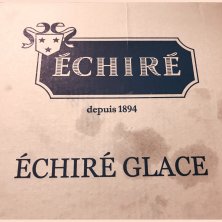 ÉCHIRÉ
depuis 1894
ÉCHIRÉ GLACE